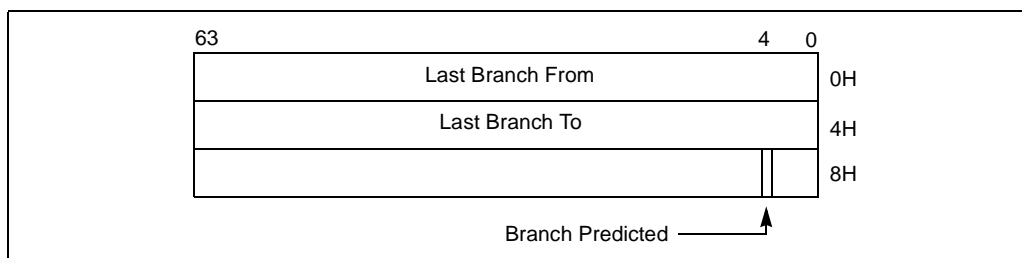 63 4 0
Last Branch From 0H
Last Branch To 4H
8H
Branch Predicted